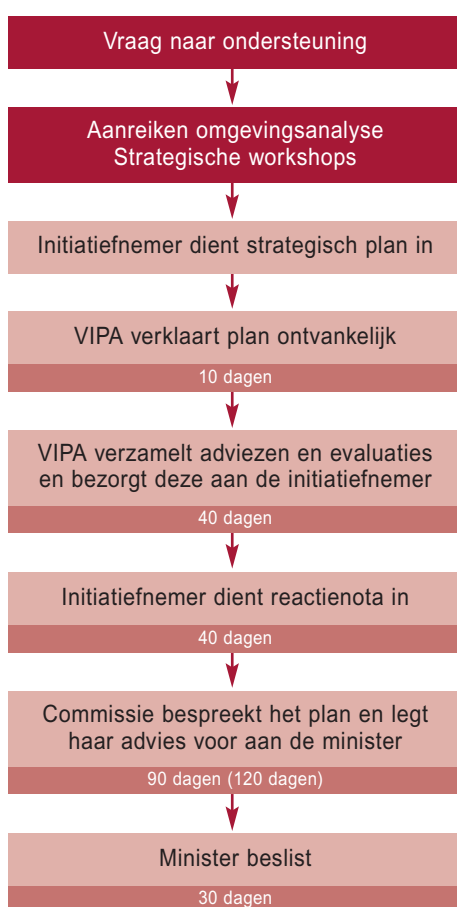 Vraag naar ondersteuning
Aanreiken omgevingsanalyse
Strategische workshops
Initiatiefnemer dient strategisch plan in
VIPA verklaart plan ontvankelijk
10 dagen
VIPA verzamelt adviezen en evaluaties
en bezorgt deze aan de initiatiefnemer
40 dagen
Initiatiefnemer dient reactienota in
40 dagen
Commissie bespreekt het plan en legt
haar advies voor aan de minister
90 dagen (120 dagen)
Minister beslist
30 dagen